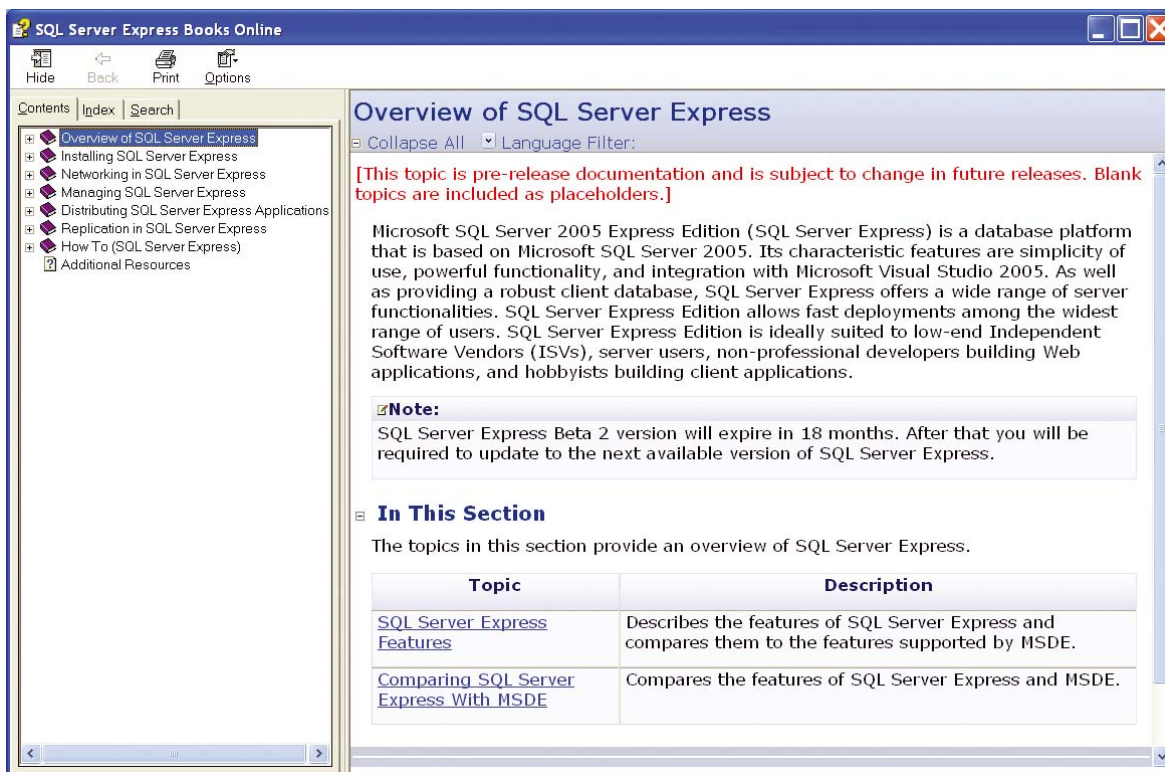 SQL Server Express Books Online
Hide
Back
Print
Options
Contents
Index
Search
Overview of SQL Server Express
Installing SQL Server Express
Networking in SQL Server Express
Managing SQL Server Express
Distributing SQL Server Express Applications
Replication in SQL Server Express
How To (SQL Server Express)
Additional Resources
Overview of SQL Server Express
Collapse All Language Filter:
[This topic is pre-release documentation and is subject to change in future releases. Blank
topics are included as placeholders.]
Microsoft SQL Server 2005 Express Edition (SQL Server Express) is a database platform
that is based on Microsoft SQL Server 2005. Its characteristic features are simplicity of
use, powerful functionality, and integration with Microsoft Visual Studio 2005. As well
as providing a robust client database, SQL Server Express offers a wide range of server
functionalities. SQL Server Express Edition allows fast deployments among the widest
range of users. SQL Server Express Edition is ideally suited to low-end Independent
Software Vendors (ISVs), server users, non-professional developers building Web
applications, and hobbyists building client applications.
Note:
SQL Server Express Beta 2 version will expire in 18 months. After that you will be
required to update to the next available version of SQL Server Express.
In This Section
The topics in this section provide an overview of SQL Server Express.
Topic
Description
SQL Server Express
Features
Describes the features of SQL Server Express and
compares them to the features supported by MSDE.
Comparing SQL Server
Express With MSDE
Compares the features of SQL Server Express and MSDE.